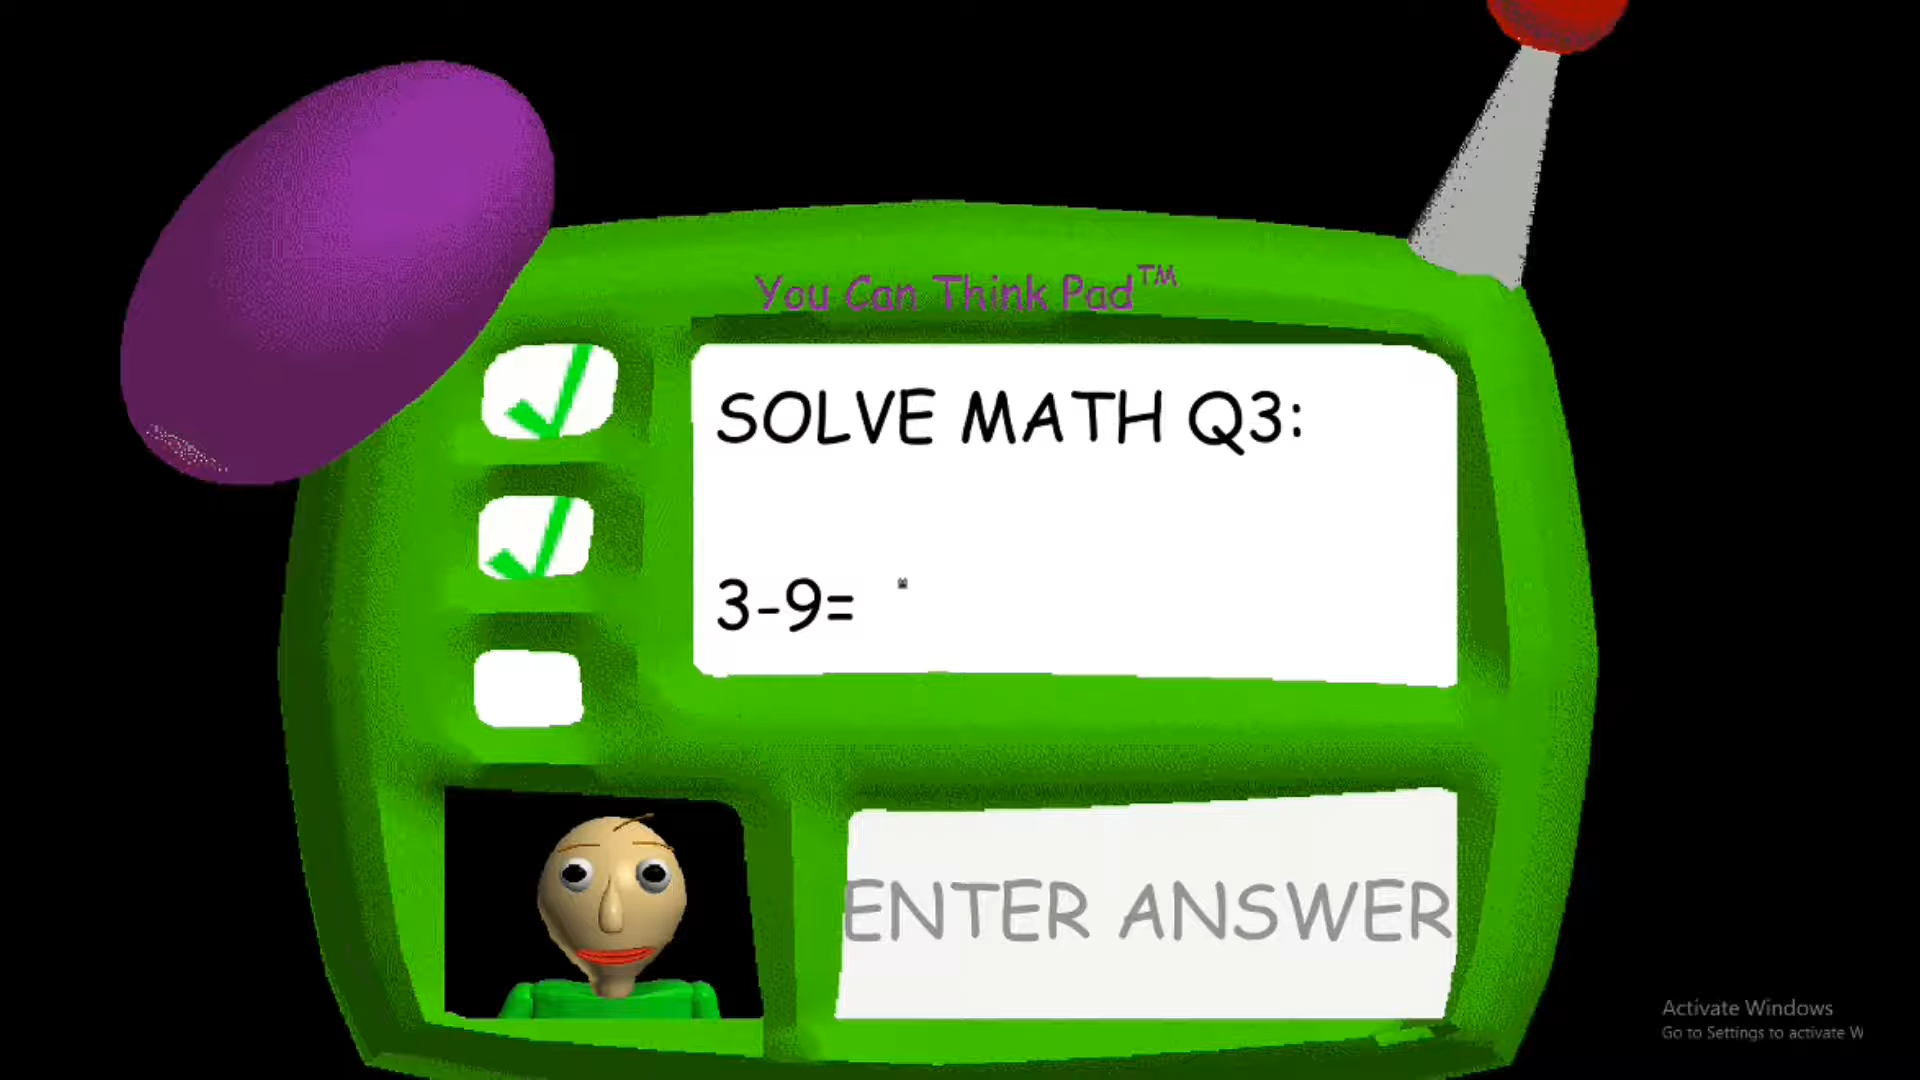 You Can Think Pad™
SOLVE MATH Q3:
3-9=
ENTER ANSWER
Activate Windows
Go to Settings to activate W